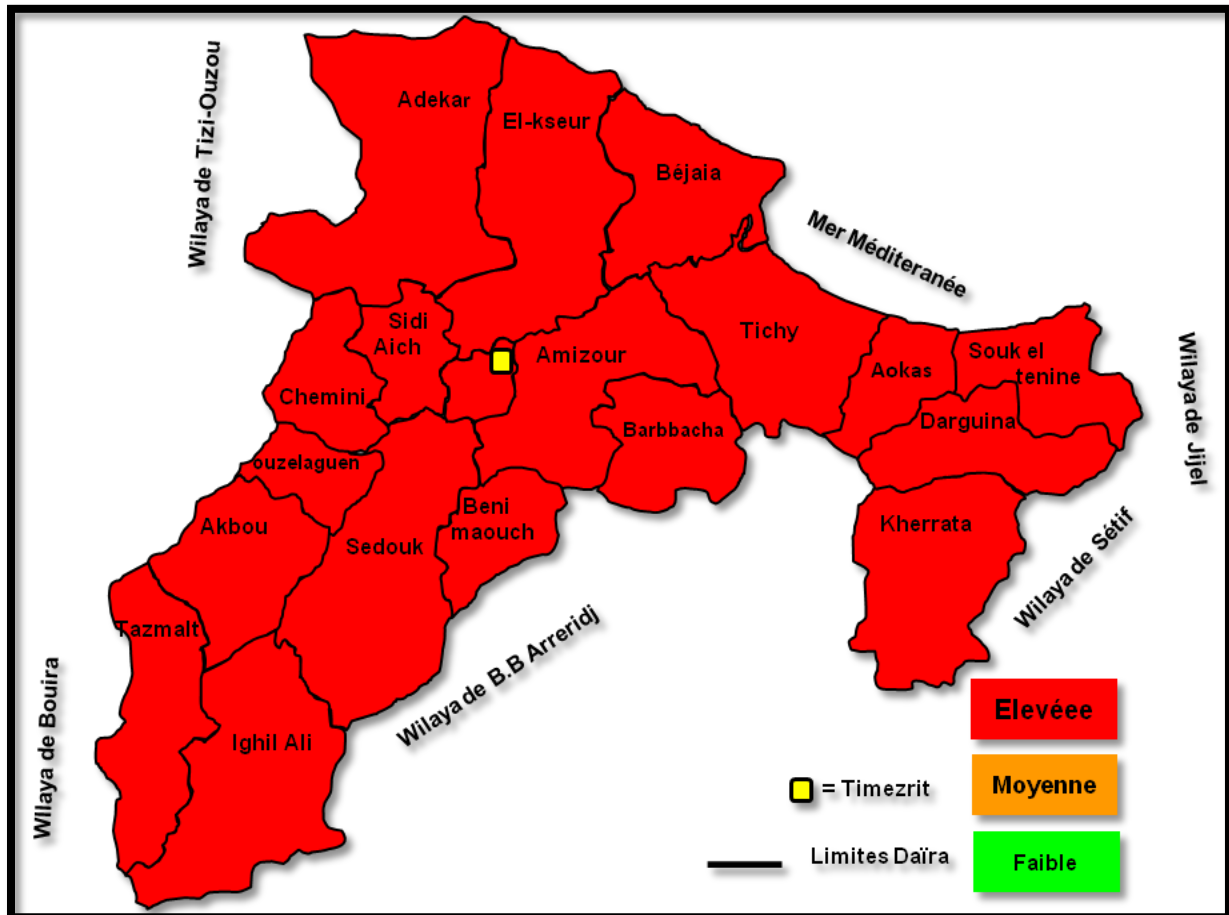 Wilaya de Tizi-Ouzou
Adekar
El-kseur
Béjaia
Mer Méditeranée
Sidi
Aich
Amizour
Tichy
Aokas
Souk el
tenine
Wilaya de Jijel
Chemini
Barbbacha
Darguina
ouzelaguen
Akbou
Sedouk
Beni
maouch
Kherrata
Wilaya de Sétif
Tazmalt
Wilaya de B.B Arreridj
Wilaya de Bouira
Ighil Ali
Elevéee
= Timezrit
Moyenne
Limites Daïra
Faible